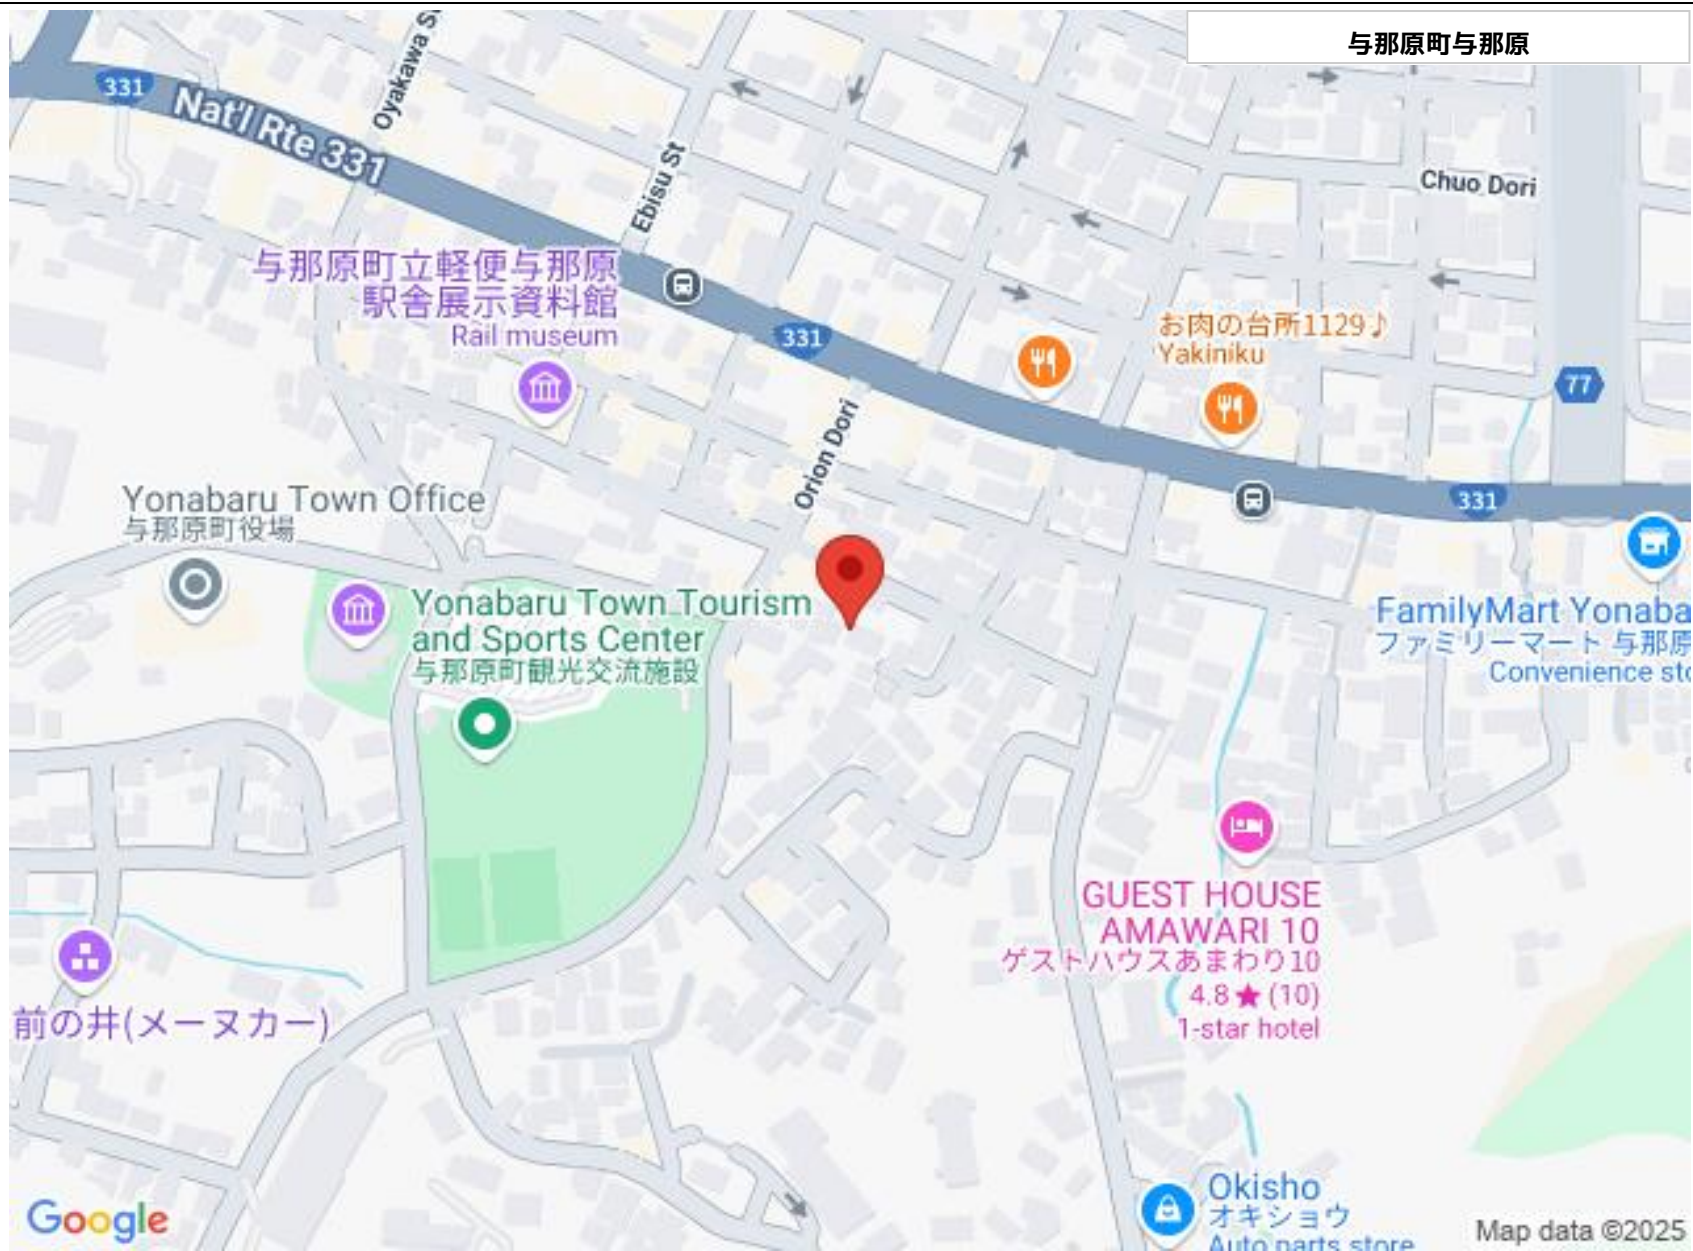 与那原町与那原
331
Nat'l Rte 331
Oyakawa S
Ebisu St
Chuo Dori
与那原町立軽便与那原
駅舎展示資料館
Rail museum
331
お肉の台所1129♪
Yakiniku
77
Orion Dori
Yonabaru Town Office
与那原町役場
331
Yonabaru Town Tourism
and Sports Center
与那原町観光交流施設
FamilyMart Yonaba
ファミリーマート 与那原
Convenience sto
GUEST HOUSE
AMAWARI 10
ゲストハウスあまわり10
4.8★ (10)
1-star hotel
前の井(メーヌカー)
Okisho
オキショウ
Auto parts store
Google
Map data ©2025